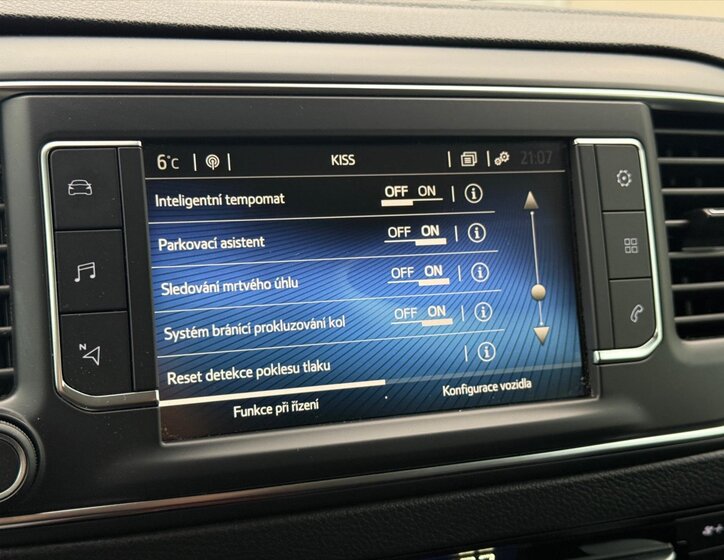 6°C KISS 21:07
Inteligentní tempomat OFF ON
Parkovací asistent OFF ON
Sledování mrtvého úhlu OFF ON
Systém bránící prokluzování kol OFF ON
Reset detekce poklesu tlaku
Funkce při řízení Konfigurace vozidla
N